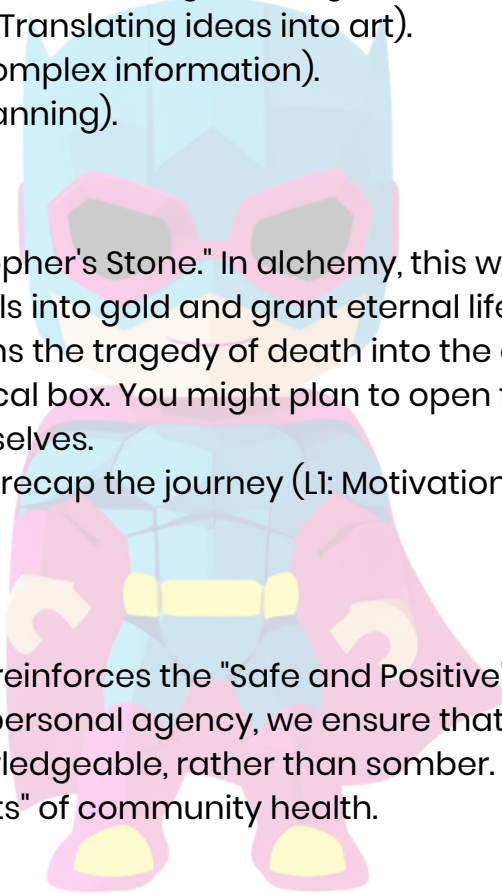 Translating ideas into art).
omplex information).
anning).
pher's Stone." In alchemy, this w
ls into gold and grant eternal life
ns the tragedy of death into the
cal box. You might plan to open t
selves.
recap the journey (L1: Motivation
reinforces the "Safe and Positive"
personal agency, we ensure that
ledgeable, rather than somber.
ts" of community health.